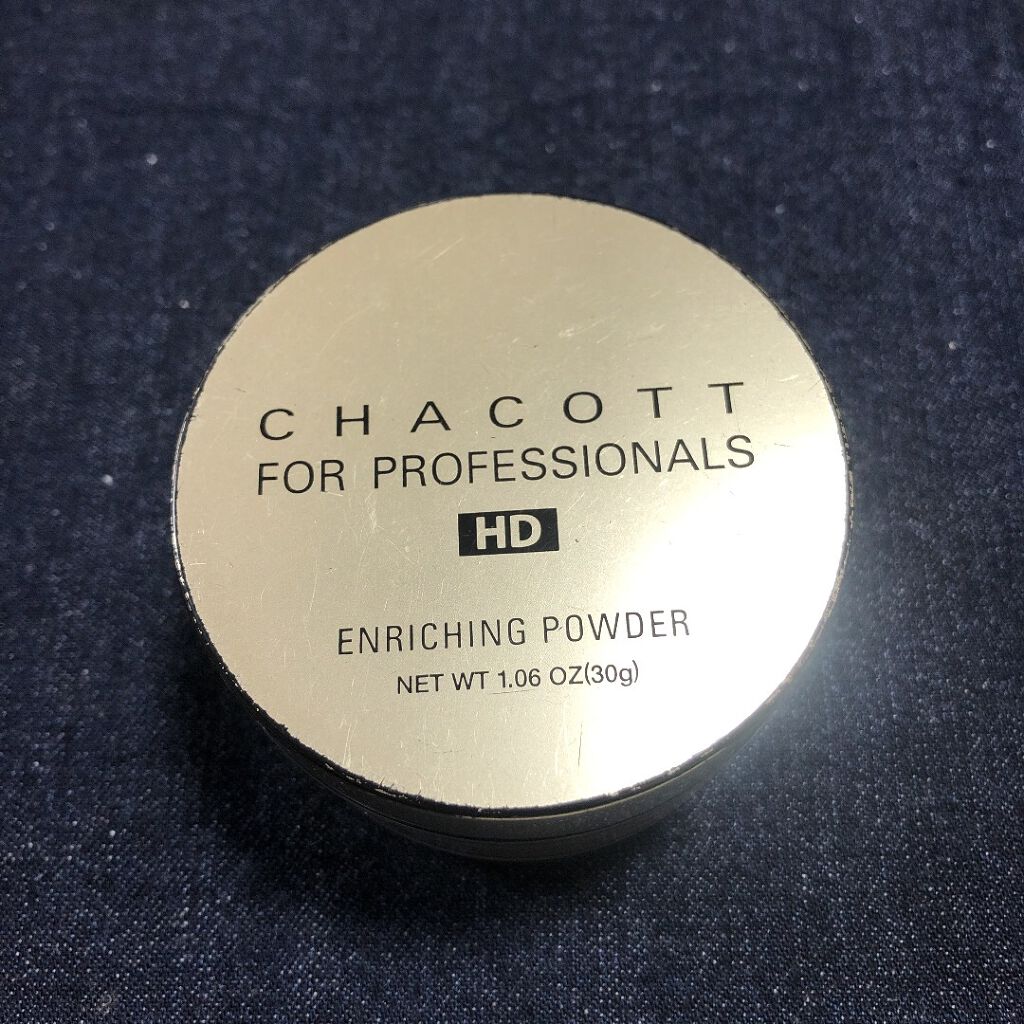 CHACOTT
FOR PROFESSIONALS
HD
ENRICHING POWDER
NET WT 1.06 OZ(30g)